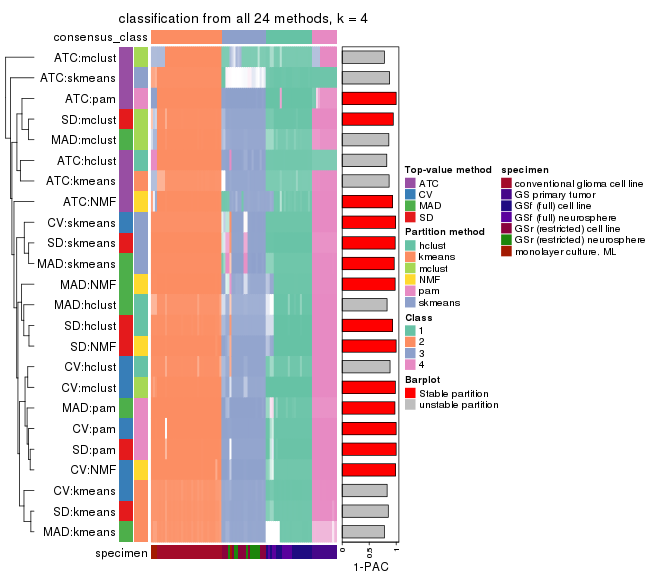 classification from all 24 methods, k = 4
consensus_class
ATC:mclust
ATC:skmeans
ATC:pam
SD:mclust
MAD:mclust
ATC:hclust
ATC:kmeans
ATC:NMF
CV:skmeans
SD:skmeans
MAD:skmeans
MAD:NMF
MAD:hclust
SD:hclust
SD:NMF
CV:hclust
CV:mclust
MAD:pam
CV:pam
SD:pam
CV:NMF
CV:kmeans
SD:kmeans
MAD:kmeans
specimen
0
0.5
1
1-PAC
Top-value method
ATC
CV
MAD
SD
Partition method
hclust
kmeans
mclust
NMF
pam
skmeans
Class
1
2
3
4
Barplot
Stable partition
unstable partition
specimen
conventional glioma cell line
GS primary tumor
GSf (full) cell line
GSf (full) neurosphere
GSr (restricted) cell line
GSr (restricted) neurosphere
monolayer culture. ML